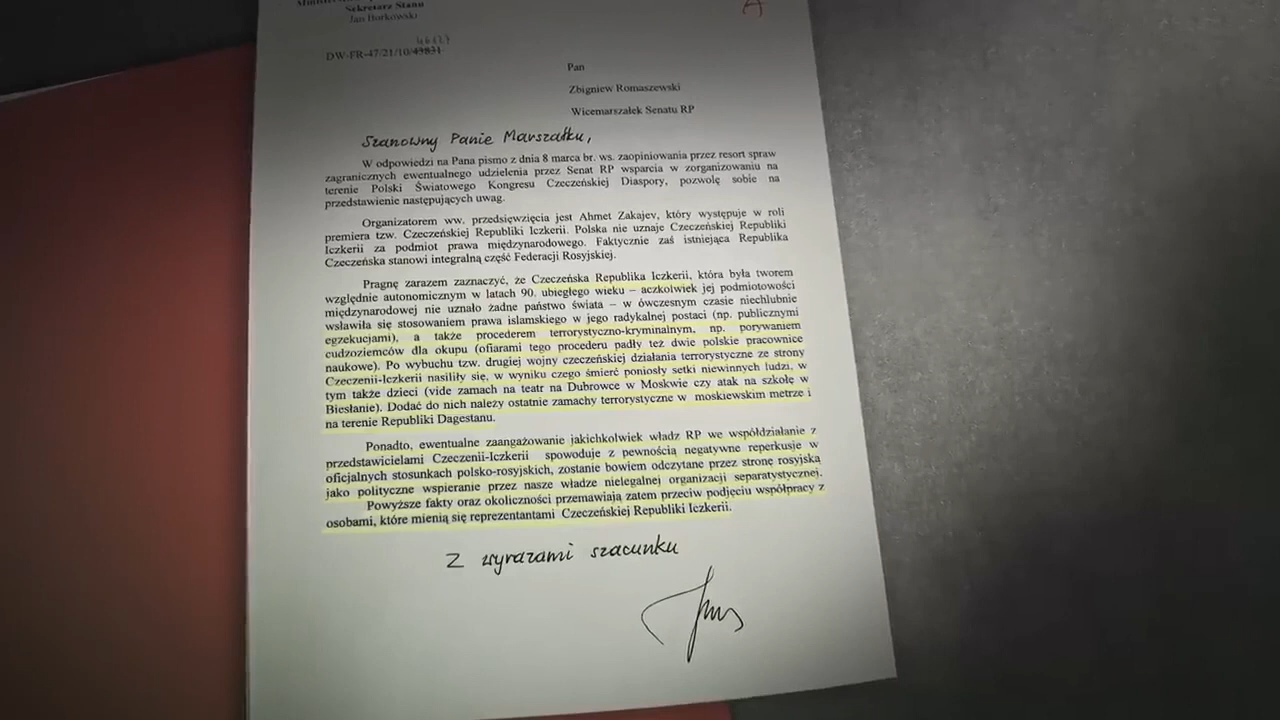 Sekretarz Stanu
Jan Borkowski
DW-FR-47/21/10/49831
Pan
Zbigniew Romaszewski
Wicemarszałek Senatu RP
Szanowny Panie Marszałku,
W odpowiedzi na Pana pismo z dnia 8 marca br. ws. zaopiniowania przez resort spraw
zagranicznych ewentualnego udzielenia przez Senat RP wsparcia w zorganizowaniu na
terenie Polski Światowego Kongresu Czeczeńskiej Diaspory, pozwolę sobie na
przedstawienie następujących uwag.
Organizatorem ww. przedsięwzięcia jest Ahmet Zakajev, który występuje w roli
premiera tzw. Czeczeńskiej Republiki Iczkerii. Polska nie uznaje Czeczeńskiej Republiki
Iczkerii za podmiot prawa międzynarodowego. Faktycznie zaś istniejąca Republika
Czeczeńska stanowi integralną część Federacji Rosyjskiej.
Pragnę zarazem zaznaczyć, że Czeczeńska Republika Iczkerii, która była tworem
względnie autonomicznym w latach 90. ubiegłego wieku – aczkolwiek jej podmiotowości
międzynarodowej nie uznało żadne państwo świata – w ówczesnym czasie niechlubnie
wsławiła się stosowaniem prawa islamskiego w jego radykalnej postaci (np. publicznymi
egzekucjami), a także procederem terrorystyczno-kryminalnym, np. porywaniem
cudzoziemców dla okupu (ofiarami tego procederu padły też dwie polskie pracownice
naukowe). Po wybuchu tzw. drugiej wojny czeczeńskiej działania terrorystyczne ze strony
Czeczenii-Iczkerii nasiliły się, w wyniku czego śmierć poniosły setki niewinnych ludzi, w
tym także dzieci (vide zamach na teatr na Dubrowce w Moskwie czy atak na szkołę w
Biesłanie). Dodać do nich należy ostatnie zamachy terrorystyczne w moskiewskim metrze i
na terenie Republiki Dagestanu.
Ponadto, ewentualne zaangażowanie jakichkolwiek władz RP we współdziałanie z
przedstawicielami Czeczenii-Iczkerii spowoduje z pewnością negatywne reperkusje w
oficjalnych stosunkach polsko-rosyjskich, zostanie bowiem odczytane przez stronę rosyjską
jako polityczne wspieranie przez nasze władze nielegalnej organizacji separatystycznej.
Powyższe fakty oraz okoliczności przemawiają zatem przeciw podjęciu współpracy z
osobami, które mienią się reprezentantami Czeczeńskiej Republiki Iczkerii.
Z wyrazami szacunku